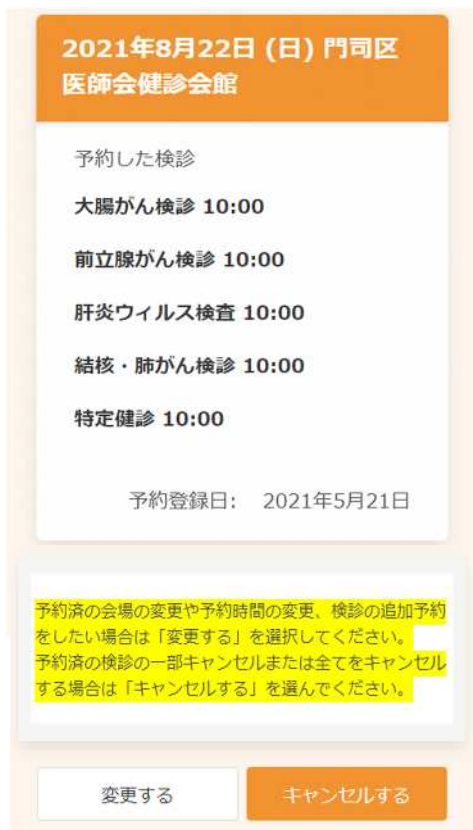 2021年8月22日 (日) 門司区
医師会健診会館
予約した検診
大腸がん検診 10:00
前立腺がん検診 10:00
肝炎ウィルス検査 10:00
結核・肺がん検診 10:00
特定健診 10:00
予約登録日: 2021年5月21日
予約済の会場の変更や予約時間の変更、検診の追加予約
をしたい場合は「変更する」を選択してください。
予約済の検診の一部キャンセルまたは全てをキャンセル
する場合は「キャンセルする」を選んでください。
変更する キャンセルする